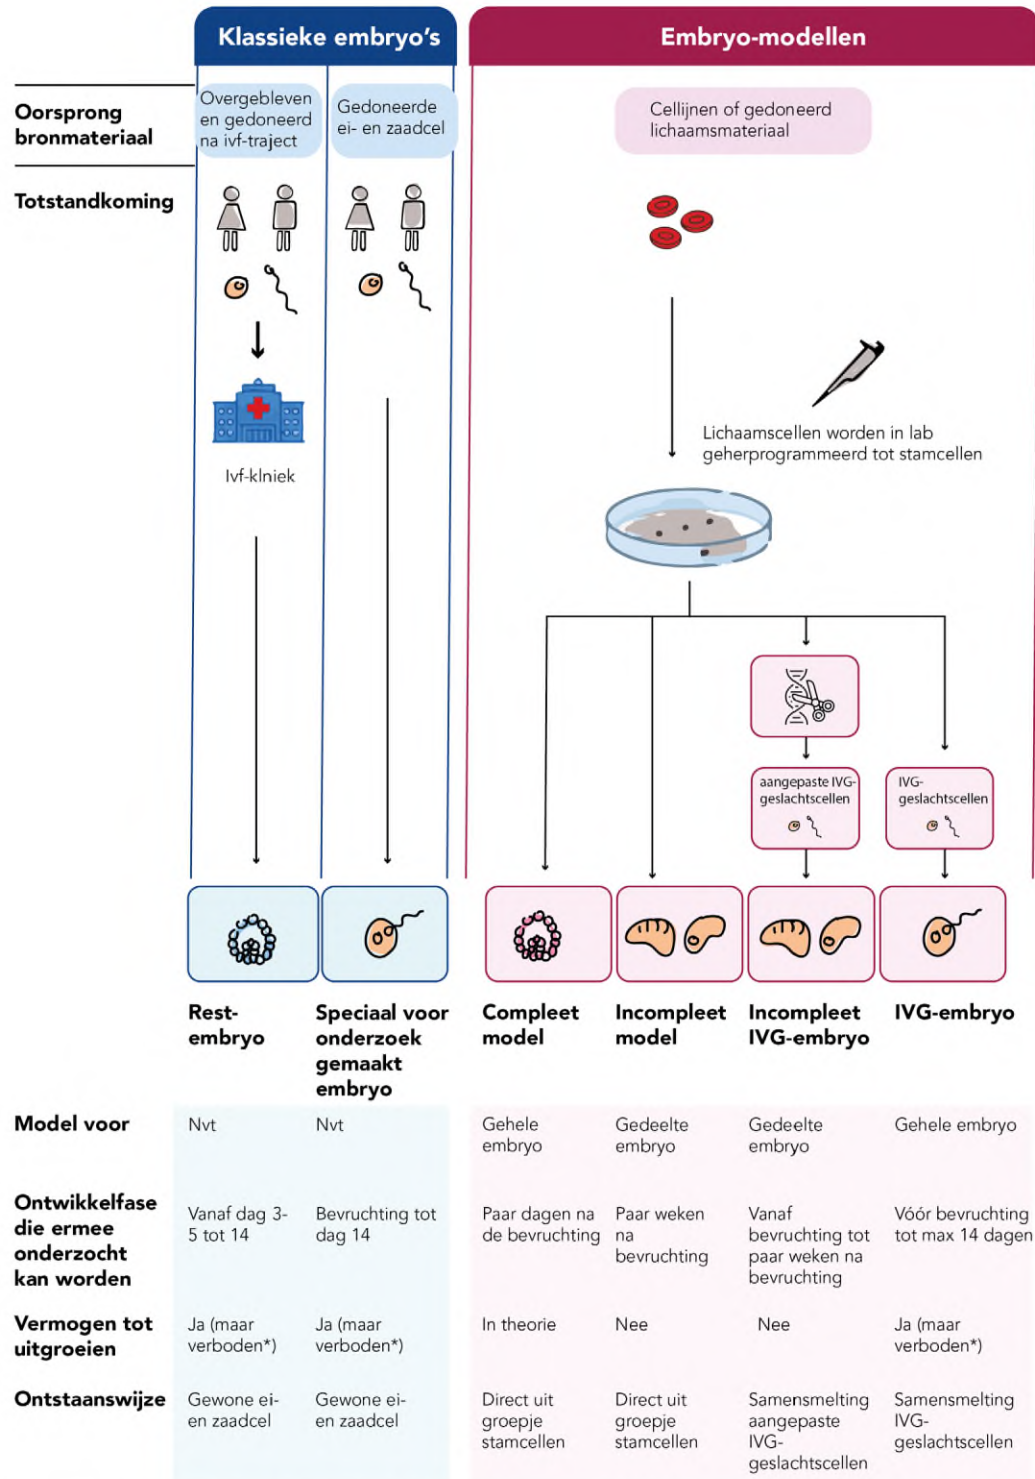 Klassieke embryo's
Embryo-modellen
Oorsprong
bronmateriaal
Overgebleven
en gedoneerd
na ivf-traject
Gedoneerde
ei- en zaadcel
Cellijnen of gedoneerd
lichaamsmateriaal
Totstandkoming
Ivf-klniek
Lichaamscellen worden in lab
geherprogrammeerd tot stamcellen
aangepaste IVG-
geslachtscellen
IVG-
geslachtscellen
Rest-
embryo
Speciaal voor
onderzoek
gemaakt
embryo
Compleet
model
Incompleet
model
Incompleet
IVG-embryo
IVG-embryo
Model voor
Nvt
Nvt
Gehele
embryo
Gedeelte
embryo
Gedeelte
embryo
Gehele embryo
Ontwikkelfase
die ermee
onderzocht
kan worden
Vanaf dag 3-
5 tot 14
Bevruchting tot
dag 14
Paar dagen na
de bevruchting
Paar weken
na
bevruchting
Vanaf
bevruchting tot
paar weken na
bevruchting
Vóór bevruchting
tot max 14 dagen
Vermogen tot
uitgroeien
Ja (maar
verboden*)
Ja (maar
verboden*)
In theorie
Nee
Nee
Ja (maar
verboden*)
Ontstaanswijze
Gewone ei-
en zaadcel
Gewone ei-
en zaadcel
Direct uit
groepje
stamcellen
Direct uit
groepje
stamcellen
Samensmelting
aangepaste
IVG-
geslachtscellen
Samensmelting
IVG-
geslachtscellen